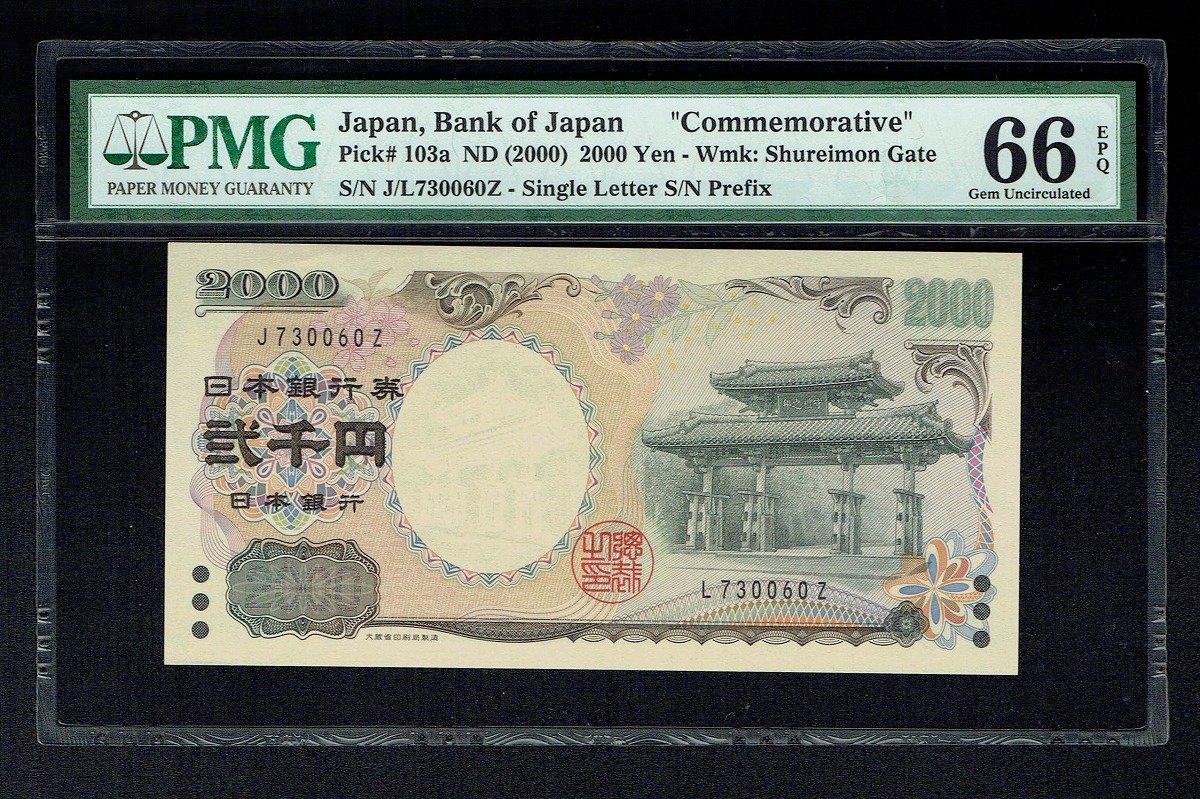 PMG
PAPER MONEY GUARANTY
Japan, Bank of Japan "Commemorative"
Pick# 103a ND (2000) 2000 Yen - Wmk: Shureimon Gate
S/N J/L730060Z - Single Letter S/N Prefix
66
EPQ
Gem Uncirculated
2000
2000
J730060Z
日本銀行券
弐千円
日本銀行
2000
L730060Z
大蔵省印刷局製造